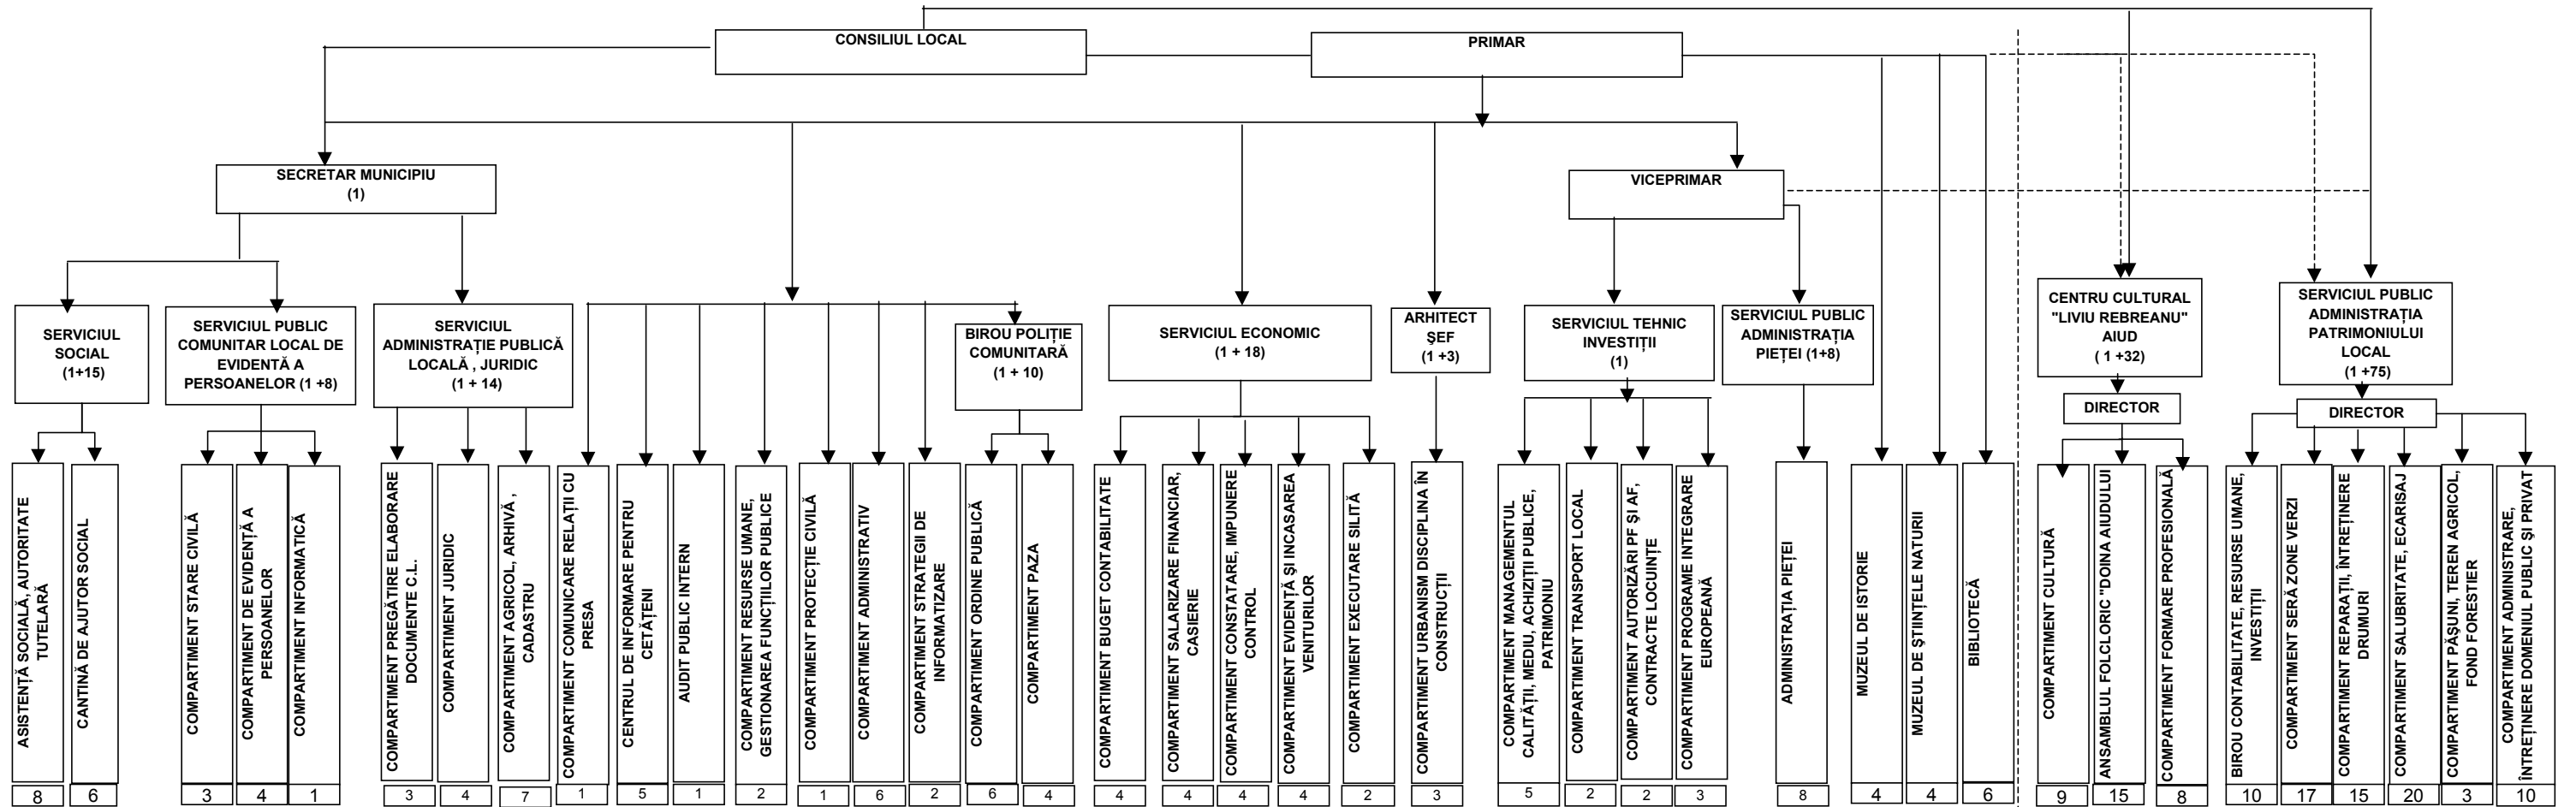 CONSILIUL LOCAL
PRIMAR
SECRETAR MUNICIPIU
(1)
VICEPRIMAR
SERVICIUL
SOCIAL
(1+15)
SERVICIUL PUBLIC
COMUNITAR LOCAL DE
EVIDENTĂ A
PERSOANELOR (1 +8)
SERVICIUL
ADMINISTRAȚIE PUBLICĂ
LOCALĂ , JURIDIC
(1 + 14)
BIROU POLIȚIE
COMUNITARĂ
(1 + 10)
SERVICIUL ECONOMIC
(1 + 18)
ARHITECT
ȘEF
(1 +3)
SERVICIUL TEHNIC
INVESTIȚII
(1)
SERVICIUL PUBLIC
ADMINISTRAȚIA
PIEȚEI (1+8)
CENTRU CULTURAL
"LIVIU REBREANU"
AIUD
( 1 +32)
SERVICIUL PUBLIC
ADMINISTRAȚIA
PATRIMONIULUI
LOCAL
(1 +75)
DIRECTOR
DIRECTOR
ASISTENȚĂ SOCIALĂ, AUTORITATE
TUTELARĂ
CANTINĂ DE AJUTOR SOCIAL
COMPARTIMENT STARE CIVILĂ
COMPARTIMENT DE EVIDENȚĂ A
PERSOANELOR
COMPARTIMENT INFORMATICĂ
COMPARTIMENT PREGĂTIRE ELABORARE
DOCUMENTE C.L.
COMPARTIMENT JURIDIC
COMPARTIMENT AGRICOL, ARHIVĂ ,
CADASTRU
COMPARTIMENT COMUNICARE RELAȚII CU
PRESA
CENTRUL DE INFORMARE PENTRU
CETĂȚENI
AUDIT PUBLIC INTERN
COMPARTIMENT RESURSE UMANE,
GESTIONAREA FUNCȚIILOR PUBLICE
COMPARTIMENT PROTECȚIE CIVILĂ
COMPARTIMENT ADMINISTRATIV
COMPARTIMENT STRATEGII DE
INFORMATIZARE
COMPARTIMENT ORDINE PUBLICĂ
COMPARTIMENT PAZA
COMPARTIMENT BUGET CONTABILITATE
COMPARTIMENT SALARIZARE FINANCIAR,
CASIERIE
COMPARTIMENT CONSTATARE, IMPUNERE
CONTROL
COMPARTIMENT EVIDENȚĂ ȘI INCASAREA
VENITURILOR
COMPARTIMENT EXECUTARE SILITĂ
COMPARTIMENT URBANISM DISCIPLINA ÎN
CONSTRUCȚII
COMPARTIMENT MANAGEMENTUL
CALITĂȚII, MEDIU, ACHIZIȚII PUBLICE,
PATRIMONIU
COMPARTIMENT TRANSPORT LOCAL
COMPARTIMENT AUTORIZĂRI PF ȘI AF,
CONTRACTE LOCUINȚE
COMPARTIMENT PROGRAME INTEGRARE
EUROPEANĂ
ADMINISTRAȚIA PIEȚEI
MUZEUL DE ISTORIE
MUZEUL DE ȘTIINȚELE NATURII
BIBLIOTECĂ
COMPARTIMENT CULTURĂ
ANSAMBLUL FOLCLORIC "DOINA AIUDULUI
COMPARTIMENT FORMARE PROFESIONALĂ
BIROU CONTABILITATE, RESURSE UMANE,
INVESTIȚII
COMPARTIMENT SERĂ ZONE VERZI
COMPARTIMENT REPARAȚII, ÎNTREȚINERE
DRUMURI
COMPARTIMENT SALUBRITATE, ECARISAJ
COMPARTIMENT PĂȘUNI, TEREN AGRICOL,
FOND FORESTIER
COMPARTIMENT ADMINISTRARE,
ÎNTREȚINERE DOMENIUL PUBLIC ȘI PRIVAT
8 6 3 4 1 3 4 7 1 5 1 2 1 6 2 6 4 4 4 4 4 2 3 5 2 2 3 8 4 4 6 9 15 8 10 17 15 20 3 10